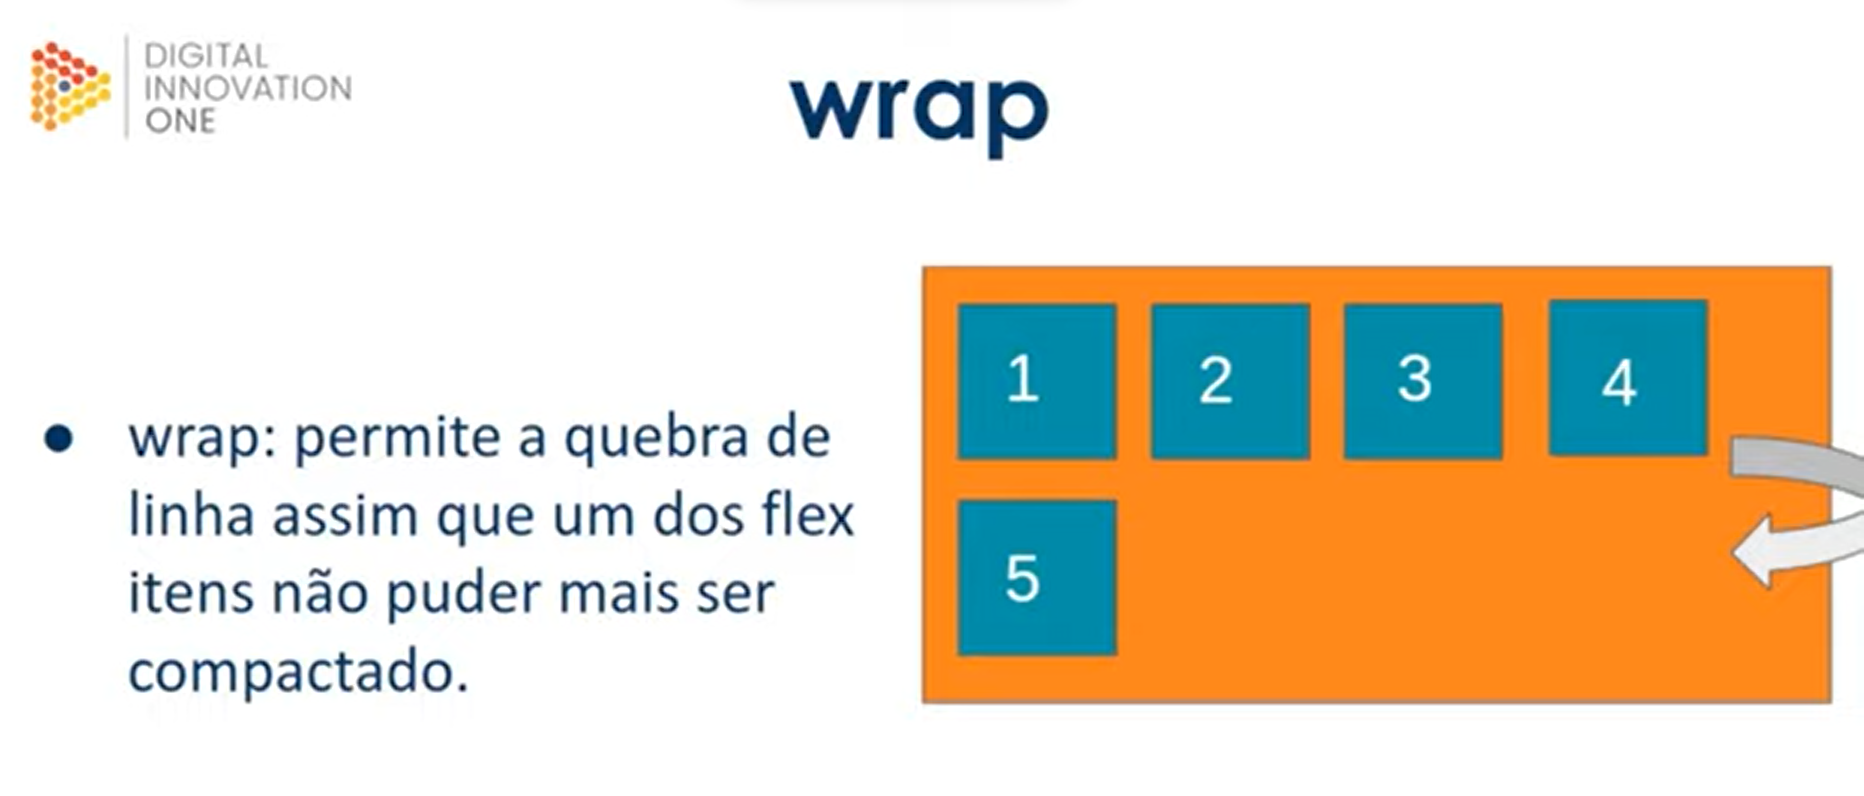 DIGITAL
INNOVATION
ONE
wrap
● wrap: permite a quebra de
linha assim que um dos flex
itens não puder mais ser
compactado.
1 2 3 4
5